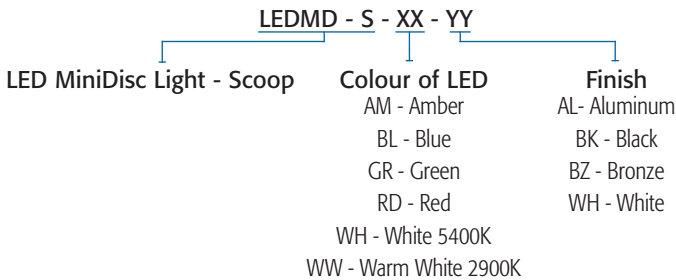 LEDMD - S - XX - YY
LED MiniDisc Light - Scoop
Colour of LED
AM - Amber
BL - Blue
GR - Green
RD - Red
WH - White 5400K
WW - Warm White 2900K
Finish
AL- Aluminum
BK - Black
BZ - Bronze
WH - White